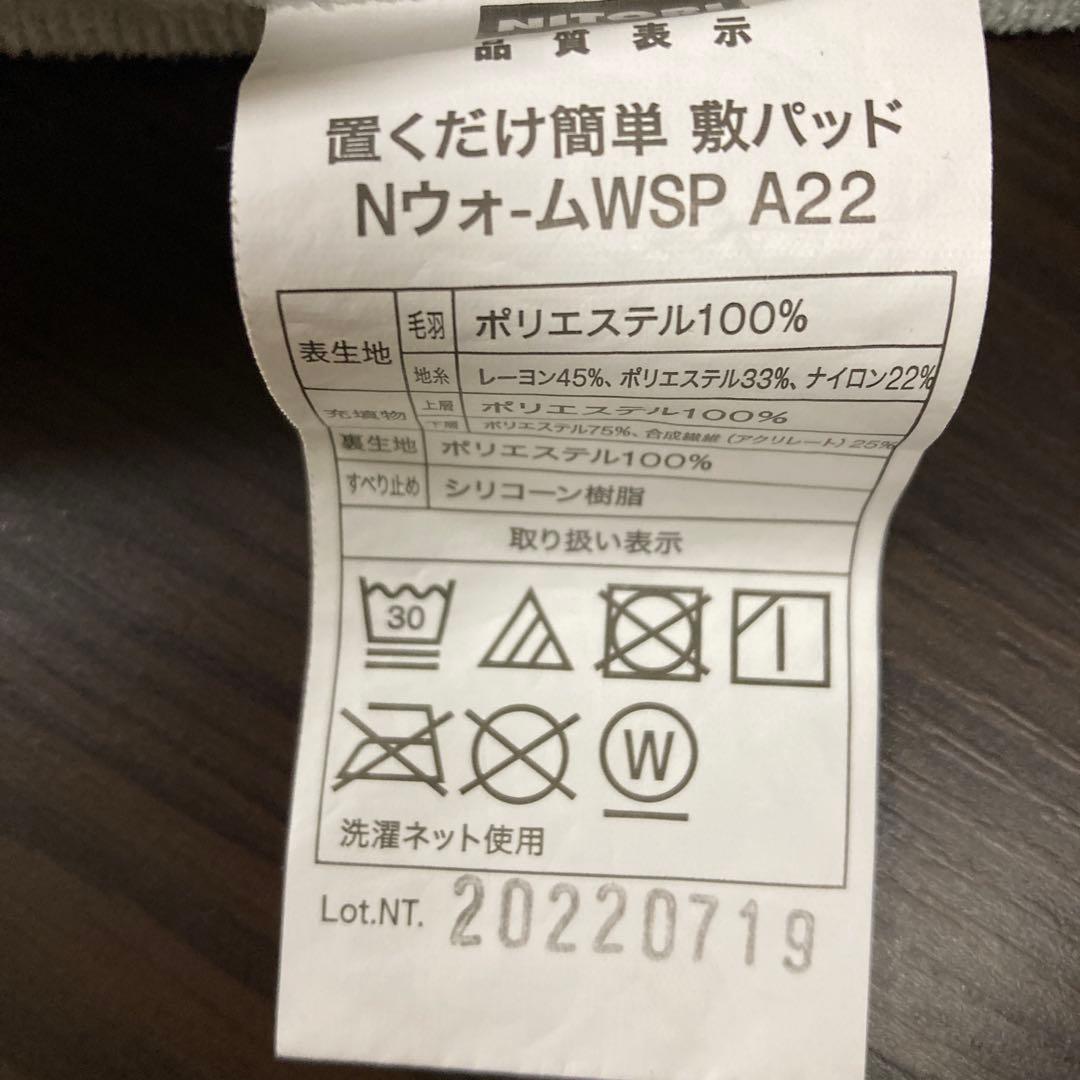 NITORI
品質表示
置くだけ簡単 敷パッド
Nウォームwsp A22
表生地 毛羽 ポリエステル100%
地糸 レーヨン45%、ポリエステル33%、ナイロン22%
充填物 上層 ポリエステル100%
下層 ポリエステル75%、合成繊維(アクリレート)25%
裏生地 ポリエステル100%
すべり止め シリコーン樹脂
取り扱い表示
30
W
洗濯ネット使用
Lot.NT. 20220719